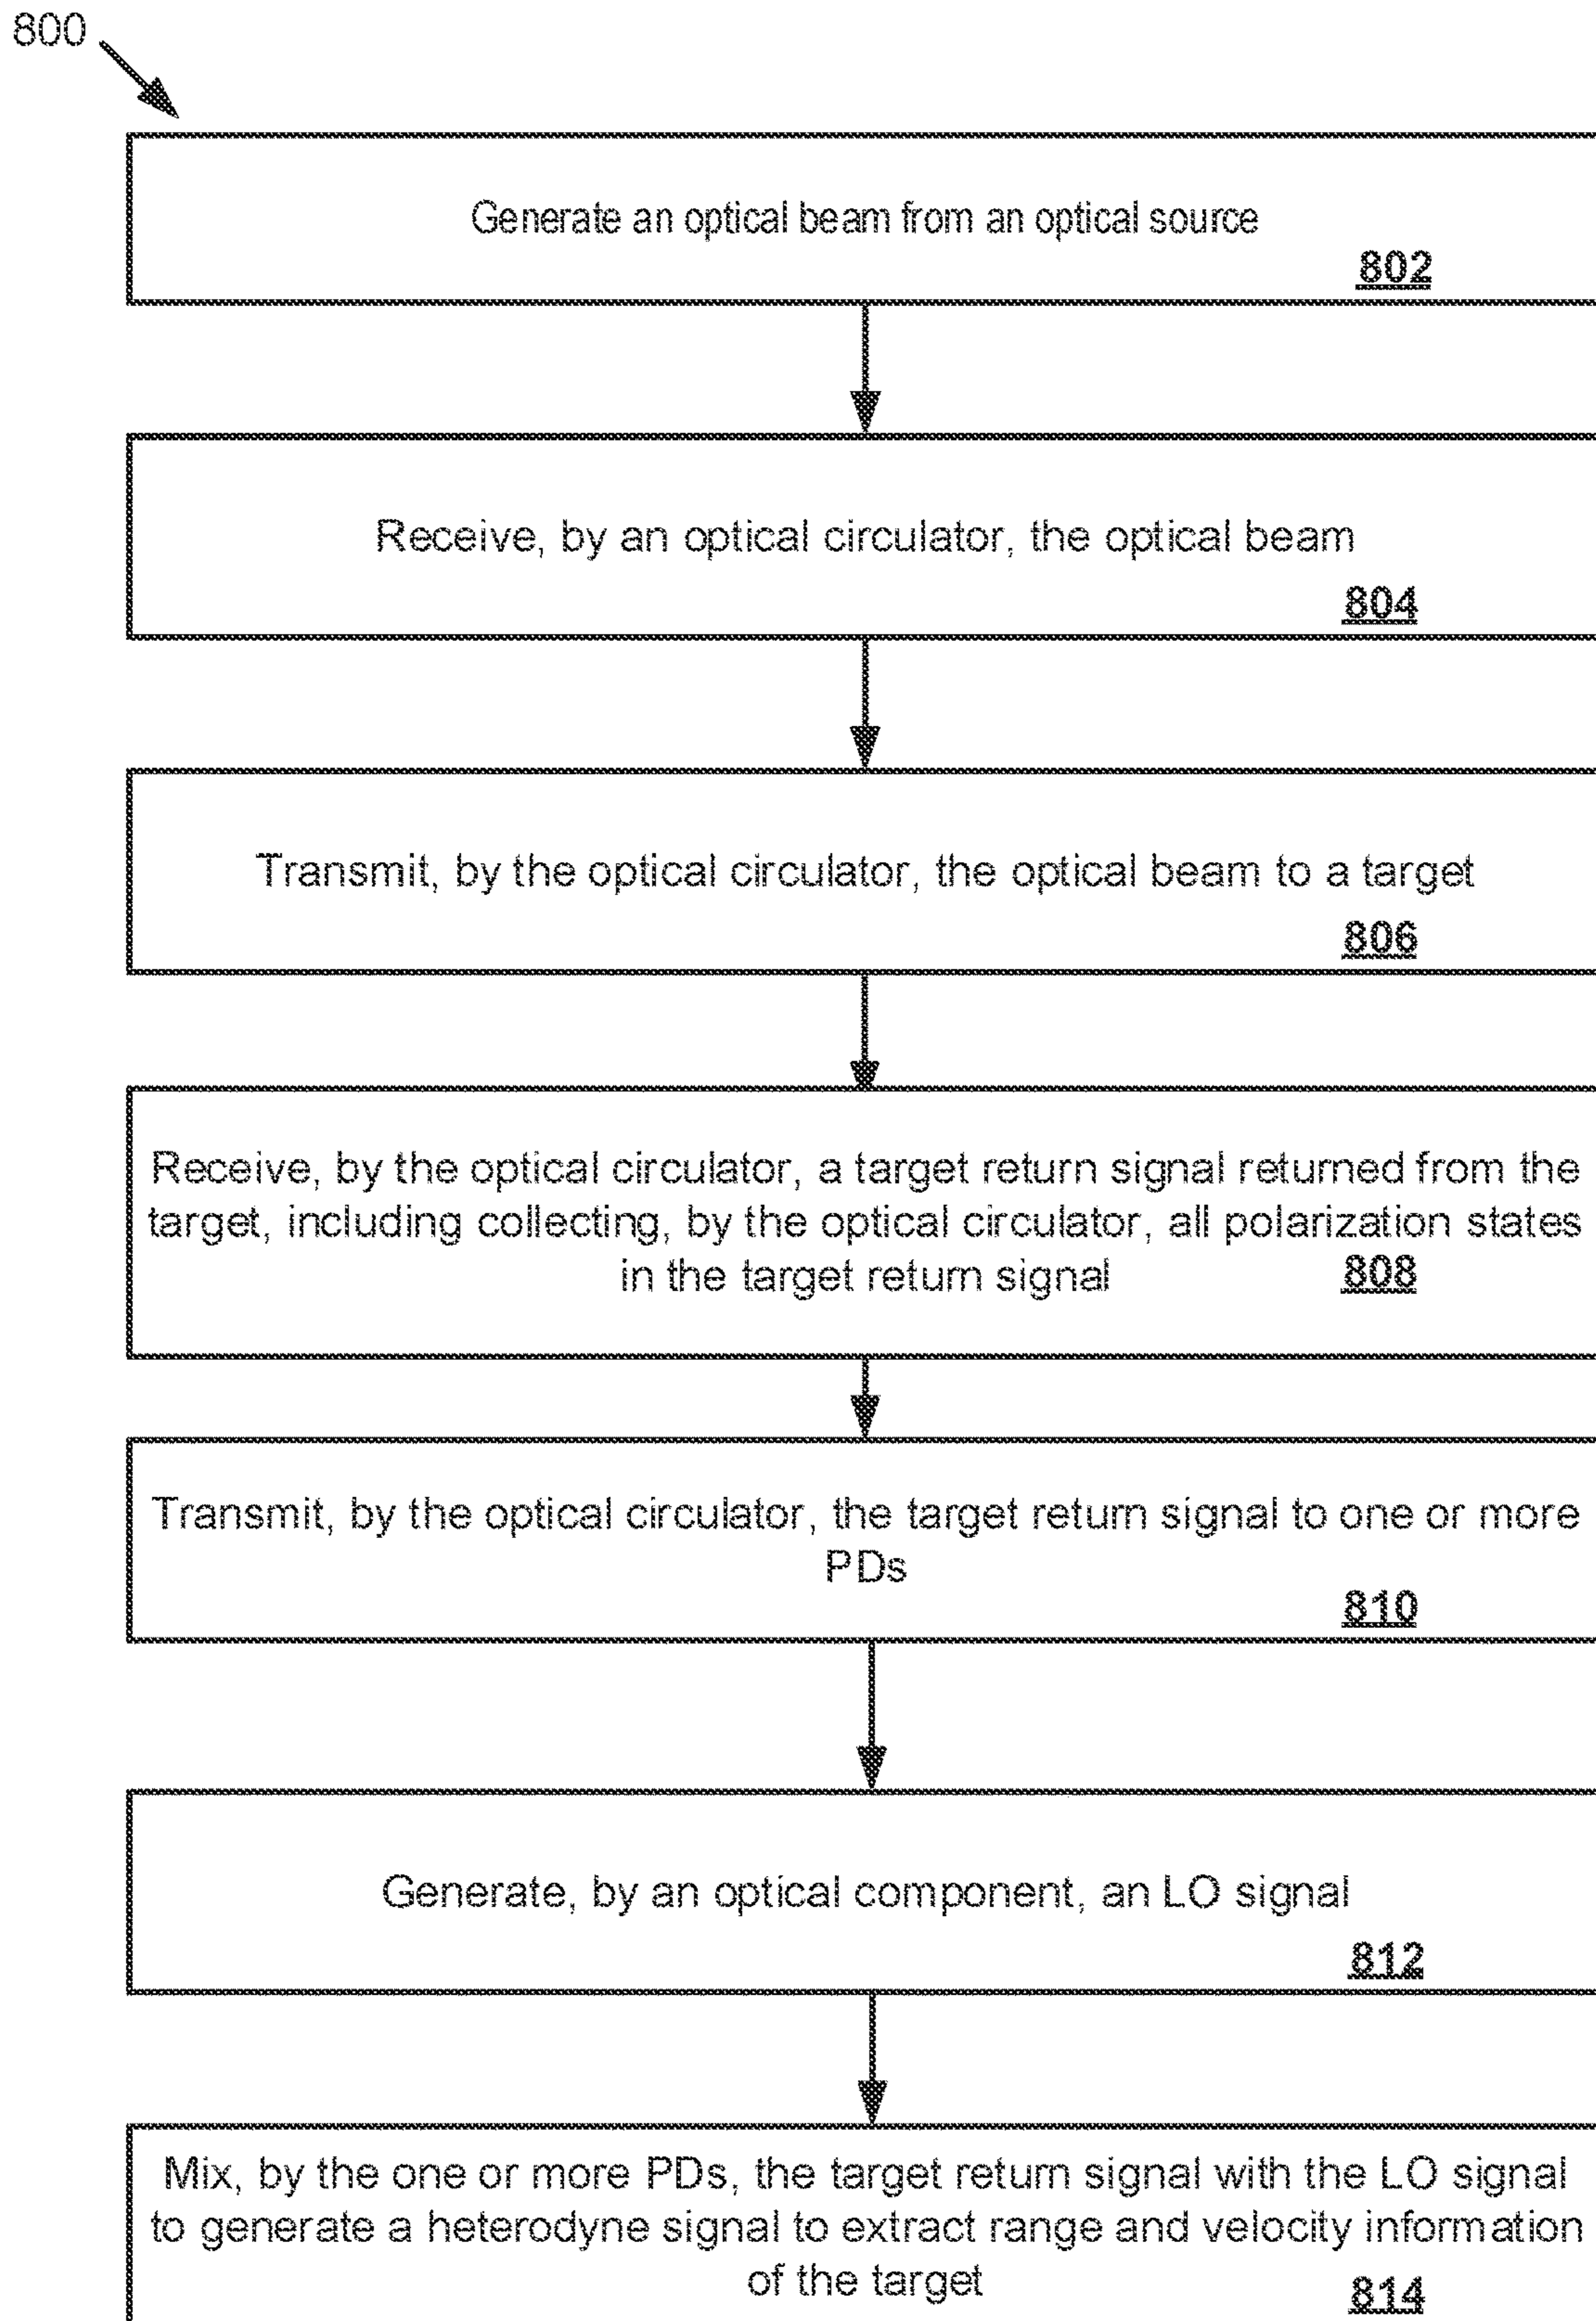 800
Generate an optical beam from an optical source
802
Receive, by an optical circulator, the optical beam
804
Transmit, by the optical circulator, the optical beam to a target
806
Receive, by the optical circulator, a target return signal returned from the
target, including collecting, by the optical circulator, all polarization states
in the target return signal
808
Transmit, by the optical circulator, the target return signal to one or more
PDs
810
Generate, by an optical component, an LO signal
812
Mix, by the one or more PDs, the target return signal with the LO signal
to generate a heterodyne signal to extract range and velocity information
of the target
814